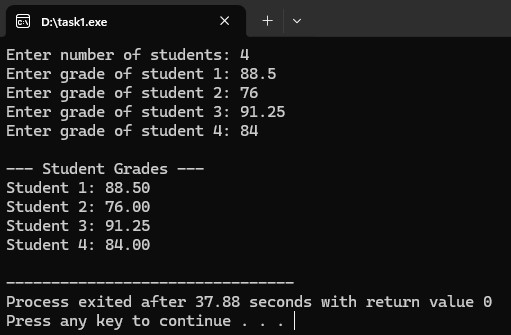 D:\task1.exe
Enter number of students: 4
Enter grade of student 1: 88.5
Enter grade of student 2: 76
Enter grade of student 3: 91.25
Enter grade of student 4: 84
--- Student Grades ---
Student 1: 88.50
Student 2: 76.00
Student 3: 91.25
Student 4: 84.00
--------------------------------
Process exited after 37.88 seconds with return value 0
Press any key to continue . . .